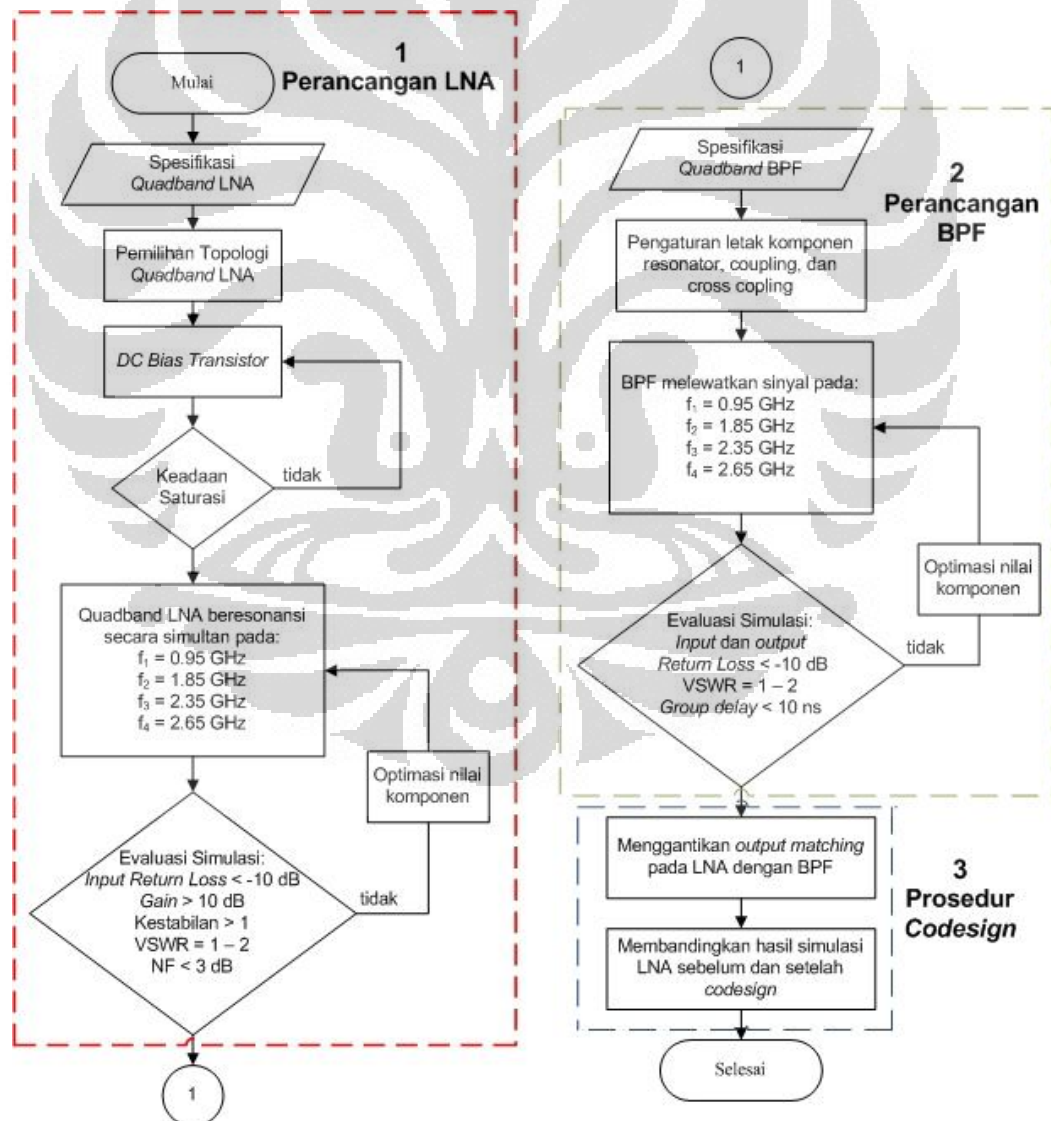 1
Perancangan LNA
Mulai
Spesifikasi
Quadband LNA
Pemilihan Topologi
Quadband LNA
DC Bias Transistor
Keadaan
Saturasi
tidak
Quadband LNA beresonansi
secara simultan pada:
f₁ = 0.95 GHz
f₂ = 1.85 GHz
f₃ = 2.35 GHz
f₄ = 2.65 GHz
Optimasi nilai
komponen
Evaluasi Simulasi:
Input Return Loss < -10 dB
Gain > 10 dB
Kestabilan > 1
VSWR = 1 – 2
NF < 3 dB
tidak
1
1
2
Perancangan
BPF
Spesifikasi
Quadband BPF
Pengaturan letak komponen
resonator, coupling, dan
cross copling
BPF melewatkan sinyal pada:
f₁ = 0.95 GHz
f₂ = 1.85 GHz
f₃ = 2.35 GHz
f₄ = 2.65 GHz
Optimasi nilai
komponen
Evaluasi Simulasi:
Input dan output
Return Loss < -10 dB
VSWR = 1 – 2
Group delay < 10 ns
tidak
3
Prosedur
Codesign
Menggantikan output matching
pada LNA dengan BPF
Membandingkan hasil simulasi
LNA sebelum dan setelah
codesign
Selesai